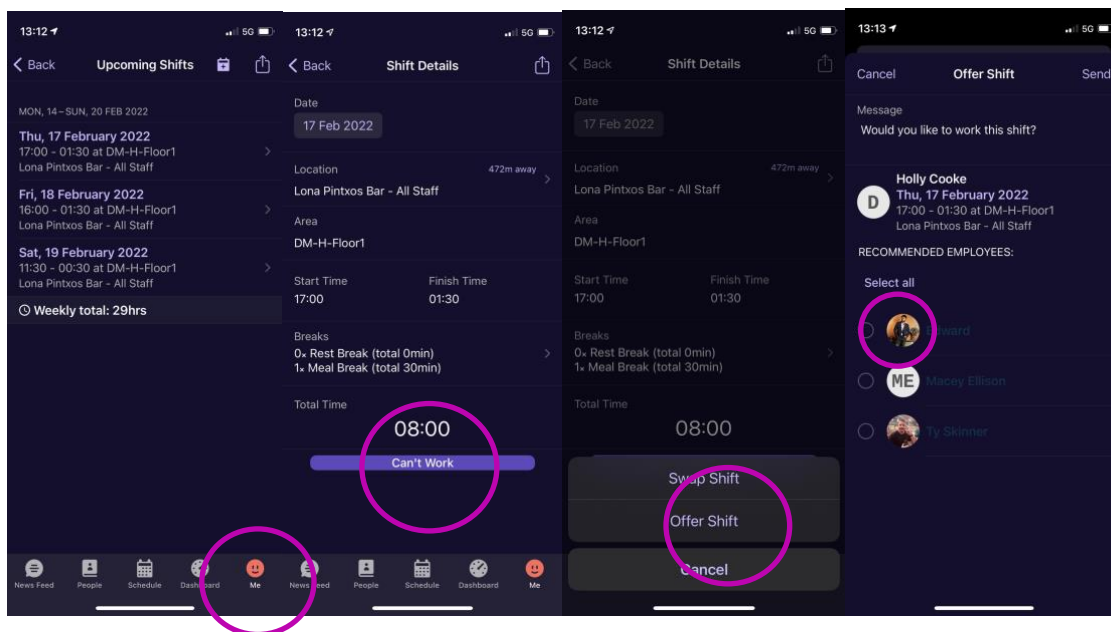 13:12
5G
Back
Upcoming Shifts
MON, 14–SUN, 20 FEB 2022
Thu, 17 February 2022
17:00 - 01:30 at DM-H-Floor1
Lona Pintxos Bar - All Staff
Fri, 18 February 2022
16:00 - 01:30 at DM-H-Floor1
Lona Pintxos Bar - All Staff
Sat, 19 February 2022
11:30 - 00:30 at DM-H-Floor1
Lona Pintxos Bar - All Staff
Weekly total: 29hrs
News Feed
People
Schedule
Dashboard
Me
13:12
5G
Back
Shift Details
Date
17 Feb 2022
Location
472m away
Lona Pintxos Bar - All Staff
Area
DM-H-Floor1
Start Time Finish Time
17:00 01:30
Breaks
0x Rest Break (total 0min)
1x Meal Break (total 30min)
Total Time
08:00
Can't Work
News Feed
People
Schedule
Dashboard
Me
13:12
5G
Back
Shift Details
Date
17 Feb 2022
Location
472m away
Lona Pintxos Bar - All Staff
Area
DM-H-Floor1
Start Time Finish Time
17:00 01:30
Breaks
0x Rest Break (total 0min)
1x Meal Break (total 30min)
Total Time
08:00
Swap Shift
Offer Shift
Cancel
13:13
5G
Cancel
Offer Shift
Send
Message
Would you like to work this shift?
D
Holly Cooke
Thu, 17 February 2022
17:00 - 01:30 at DM-H-Floor1
Lona Pintxos Bar - All Staff
RECOMMENDED EMPLOYEES:
Select all
Edward
ME
Macey Ellison
Ty Skinner